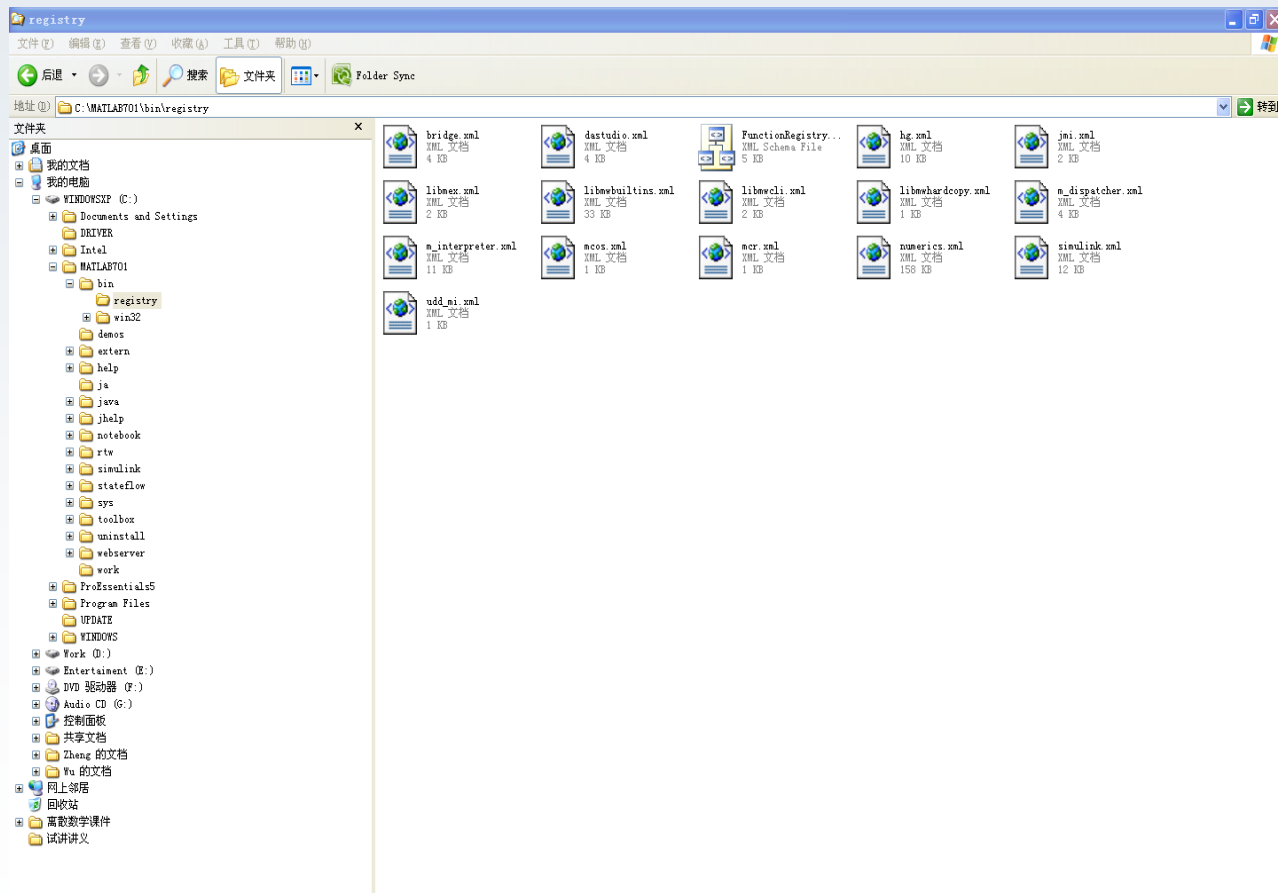 registry
文件(F) 编辑(E) 查看(V) 收藏(A) 工具(T) 帮助(H)
后退 搜索 文件夹 Folder Sync
地址(D) C:\MATLAB701\bin\registry 转到
文件夹
桌面
我的文档
我的电脑
WINDOWSXP (C:)
Documents and Settings
DRIVER
Intel
MATLAB701
bin
registry
win32
demos
extern
help
ja
java
jhelp
notebook
rtw
simulink
stateflow
sys
toolbox
uninstall
webserver
work
ProEssentials5
Program Files
UPDATE
WINDOWS
Work (D:)
Entertaiment (E:)
DVD 驱动器 (F:)
Audio CD (G:)
控制面板
共享文档
Zheng 的文档
Wu 的文档
网上邻居
回收站
离散数学课件
试讲讲义
bridge.xml
XML 文档
4 KB
dastudio.xml
XML 文档
4 KB
FunctionRegistry...
XML Schema File
5 KB
hg.xml
XML 文档
10 KB
jmi.xml
XML 文档
2 KB
libmex.xml
XML 文档
2 KB
libmwbuiltins.xml
XML 文档
33 KB
libmwcli.xml
XML 文档
2 KB
libmwhardcopy.xml
XML 文档
1 KB
m_dispatcher.xml
XML 文档
4 KB
m_interpreter.xml
XML 文档
11 KB
mcos.xml
XML 文档
1 KB
mcr.xml
XML 文档
1 KB
numerics.xml
XML 文档
158 KB
simulink.xml
XML 文档
12 KB
udd_mi.xml
XML 文档
1 KB